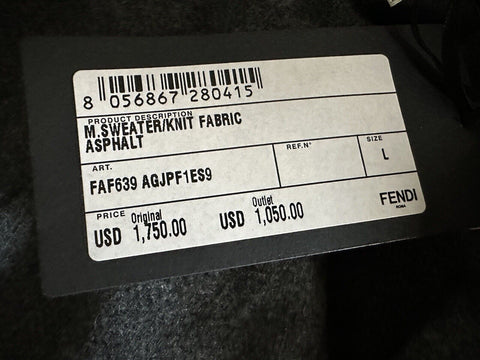 8 056867 280415
PRODUCT DESCRIPTION
M.SWEATER/KNIT FABRIC
ASPHALT
ART.
FAF639 AGJPF1ES9
REF.N°
SIZE
L
PRICE Original Outlet
USD 1,750.00 USD 1,050.00
FENDI
ROMA